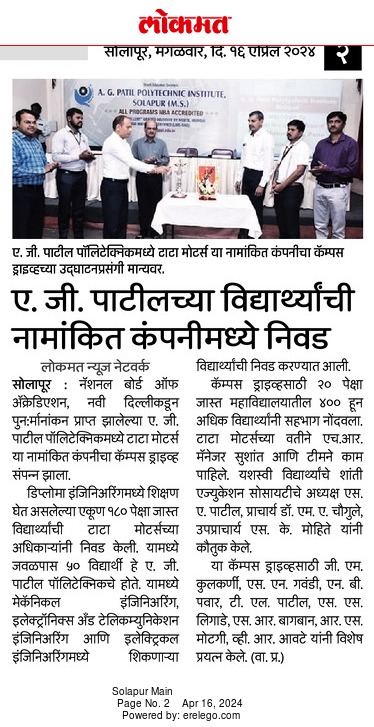 लोकमत
सोलापूर, मंगळवार, दि. १६ एप्रिल २०२४
२
A. G. PATIL POLYTECHNIC INSTITUTE,
SOLAPUR (M.S.)
ALL PROGRAMS NBA ACCREDITED
ए. जी. पाटील पॉलिटेक्निकमध्ये टाटा मोटर्स या नामांकित कंपनीचा कॅम्पस
ड्राइव्हच्या उद्घाटनप्रसंगी मान्यवर.
ए. जी. पाटीलच्या विद्यार्थ्यांची
नामांकित कंपनीमध्ये निवड
लोकमत न्यूज नेटवर्क
सोलापूर : नॅशनल बोर्ड ऑफ
ॲक्रेडिएशन, नवी दिल्लीकडून
पुन:र्मानांकन प्राप्त झालेल्या ए. जी.
पाटील पॉलिटेक्निकमध्ये टाटा मोटर्स
या नामांकित कंपनीचा कॅम्पस ड्राइव्ह
संपन्न झाला.
डिप्लोमा इंजिनिअरिंगमध्ये शिक्षण
घेत असलेल्या एकूण १८० पेक्षा जास्त
विद्यार्थ्यांची टाटा मोटर्सच्या
अधिकाऱ्यांनी निवड केली. यामध्ये
जवळपास ५० विद्यार्थी हे ए. जी.
पाटील पॉलिटेक्निकचे होते. यामध्ये
मेकॅनिकल इंजिनिअरिंग,
इलेक्ट्रॉनिक्स अँड टेलिकम्युनिकेशन
इंजिनिअरिंग आणि इलेक्ट्रिकल
इंजिनिअरिंगमध्ये शिकणाऱ्या
विद्यार्थ्यांची निवड करण्यात आली.
कॅम्पस ड्राइव्हसाठी २० पेक्षा
जास्त महाविद्यालयातील ४०० हून
अधिक विद्यार्थ्यांनी सहभाग नोंदवला.
टाटा मोटर्सच्या वतीने एच.आर.
मॅनेजर सुशांत आणि टीमने काम
पाहिले. यशस्वी विद्यार्थ्यांचे शांती
एज्युकेशन सोसायटीचे अध्यक्ष एस.
ए. पाटील, प्राचार्य डॉ. एम. ए. चौगुले,
उपप्राचार्य एस. के. मोहिते यांनी
कौतुक केले.
या कॅम्पस ड्राइव्हसाठी जी. एम.
कुलकर्णी, एस. एन. गवंडी, एन. बी.
पवार, टी. एल. पाटील, एस. एस.
लिगाडे, एस. आर. बागबान, आर. एस.
मोटगी, व्ही. आर. आवटे यांनी विशेष
प्रयत्न केले. (वा. प्र.)
Solapur Main
Page No. 2 Apr 16, 2024
Powered by: erelego.com